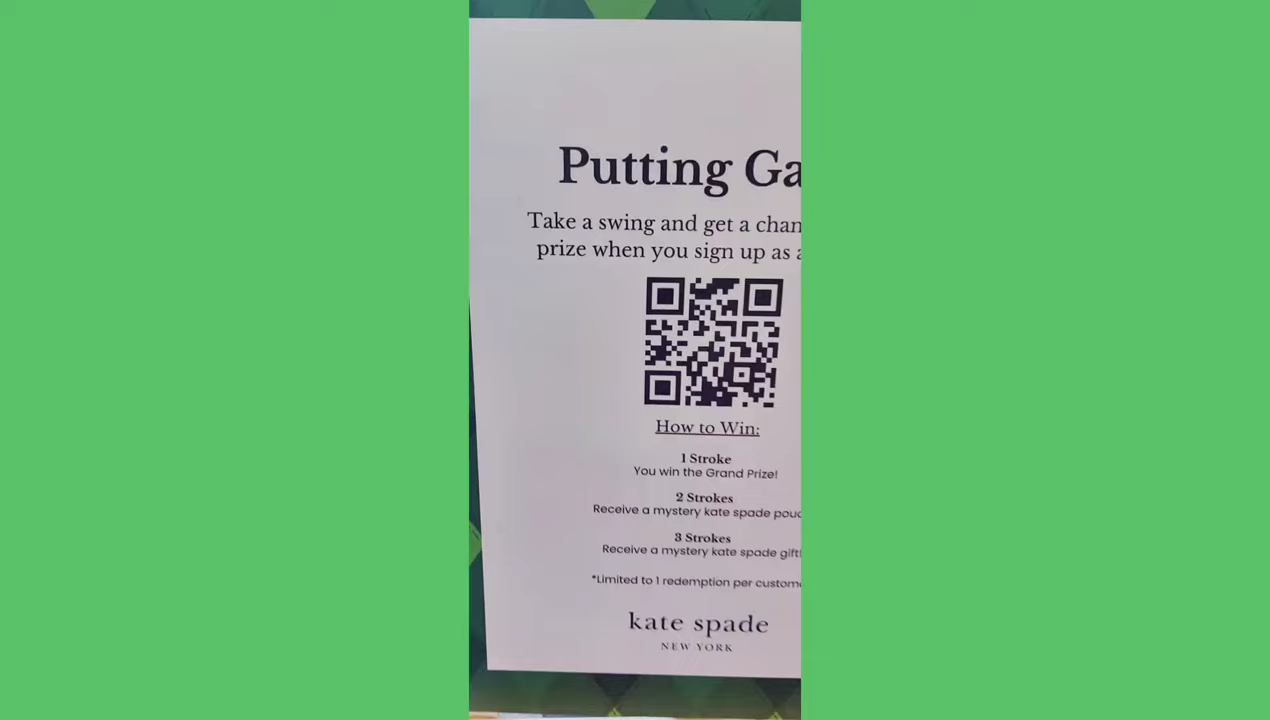 Putting Ga
Take a swing and get a chan
prize when you sign up as a
How to Win:
1 Stroke
You win the Grand Prize!
2 Strokes
Receive a mystery kate spade pouc
3 Strokes
Receive a mystery kate spade gift!
*Limited to 1 redemption per custome
kate spade
NEW YORK